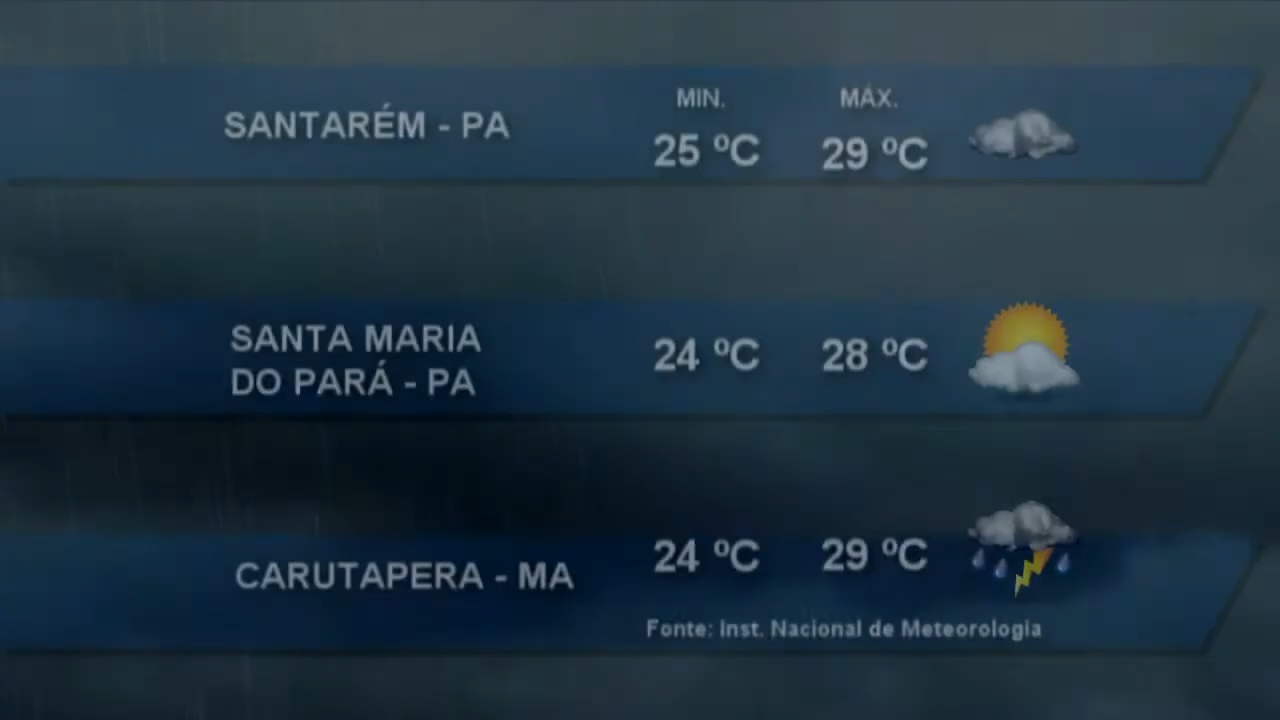 MIN. MÁX.
SANTARÉM - PA 25 ºC 29 ºC
SANTA MARIA
DO PARÁ - PA 24 ºC 28 ºC
CARUTAPERA - MA 24 ºC 29 ºC
Fonte: Inst. Nacional de Meteorologia